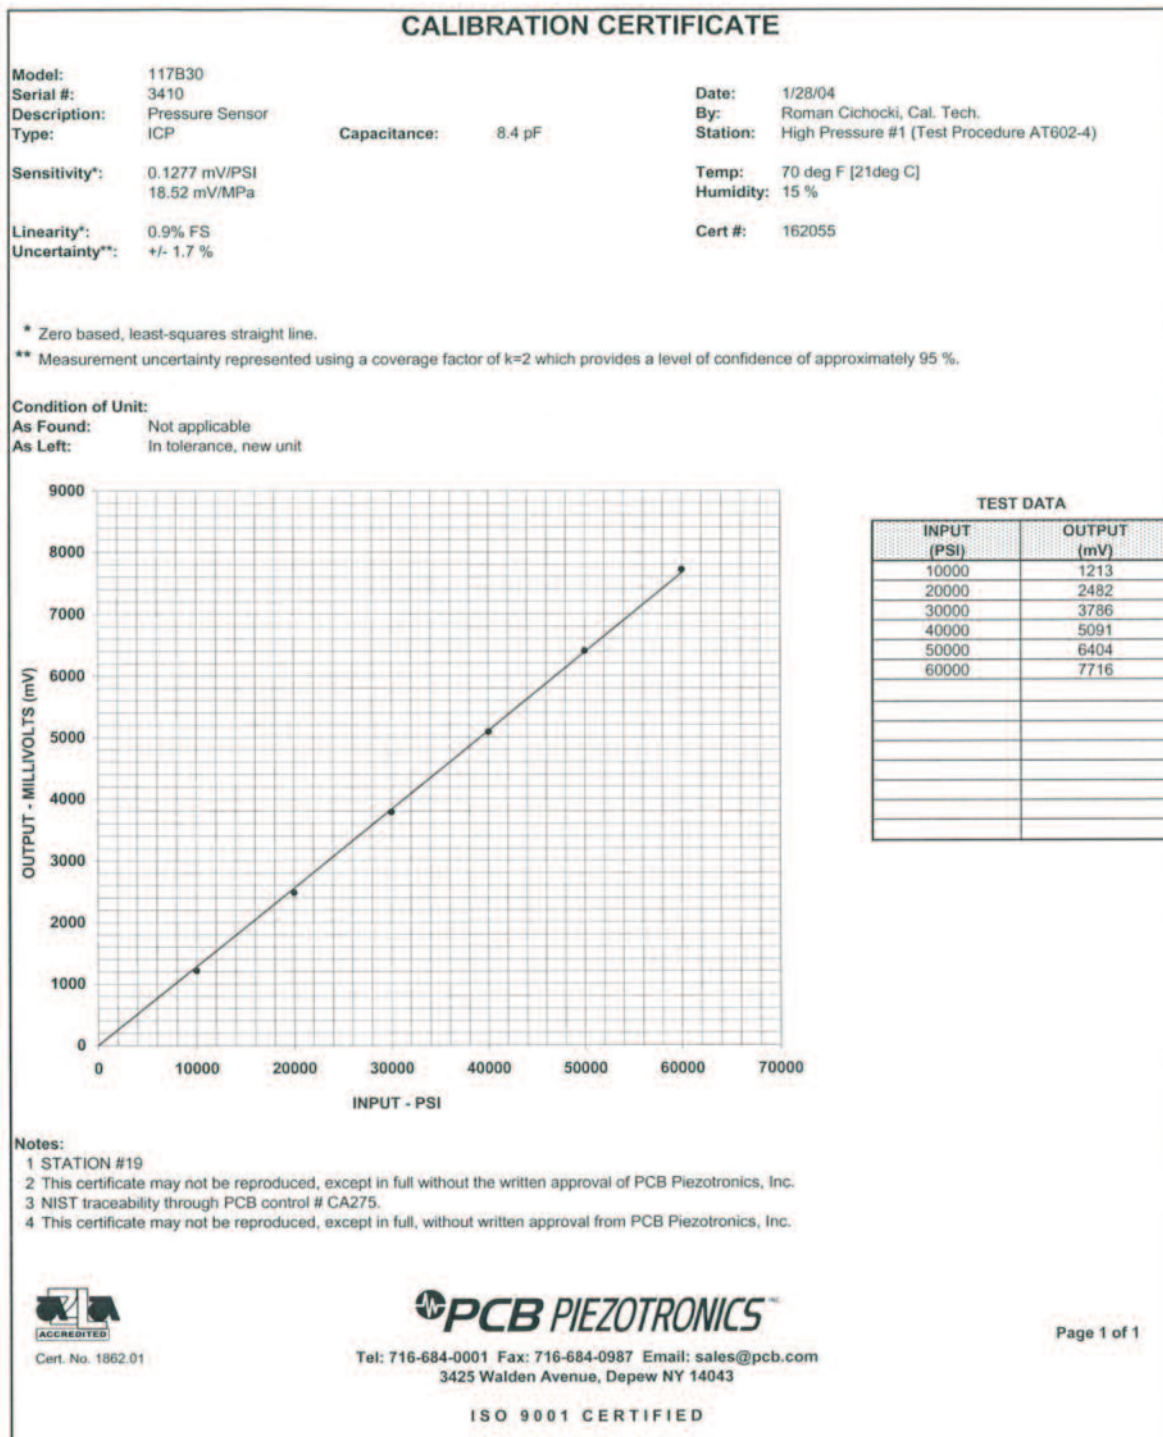 CALIBRATION CERTIFICATE
Model: 117B30
Serial #: 3410
Description: Pressure Sensor
Type: ICP Capacitance: 8.4 pF
Date: 1/28/04
By: Roman Cichocki, Cal. Tech.
Station: High Pressure #1 (Test Procedure AT602-4)
Sensitivity*: 0.1277 mV/PSI
18.52 mV/MPa
Temp: 70 deg F [21deg C]
Humidity: 15 %
Linearity*: 0.9% FS
Uncertainty**: +/- 1.7 %
Cert #: 162055
* Zero based, least-squares straight line.
** Measurement uncertainty represented using a coverage factor of k=2 which provides a level of confidence of approximately 95 %.
Condition of Unit:
As Found: Not applicable
As Left: In tolerance, new unit
9000
8000
7000
6000
5000
4000
3000
2000
1000
0
OUTPUT - MILLIVOLTS (mV)
0 10000 20000 30000 40000 50000 60000 70000
INPUT - PSI
TEST DATA
INPUT OUTPUT
(PSI) (mV)
10000 1213
20000 2482
30000 3786
40000 5091
50000 6404
60000 7716
Notes:
1 STATION #19
2 This certificate may not be reproduced, except in full without the written approval of PCB Piezotronics, Inc.
3 NIST traceability through PCB control # CA275.
4 This certificate may not be reproduced, except in full, without written approval from PCB Piezotronics, Inc.
a2la
ACCREDITED
Cert. No. 1862.01
PCB PIEZOTRONICS INC.
Tel: 716-684-0001 Fax: 716-684-0987 Email: sales@pcb.com
3425 Walden Avenue, Depew NY 14043
ISO 9001 CERTIFIED
Page 1 of 1